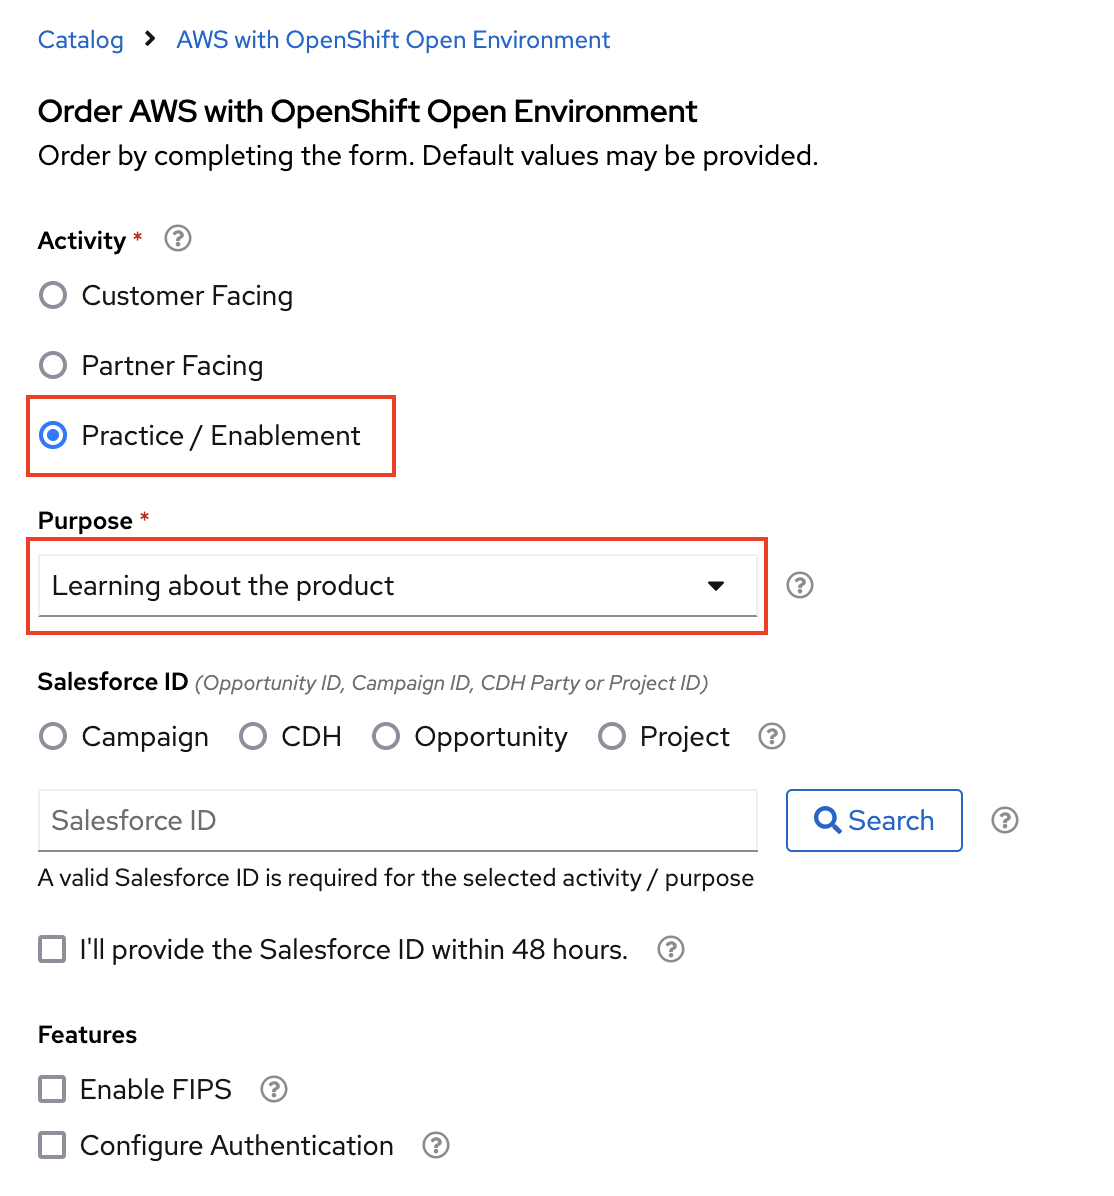 Catalog > AWS with OpenShift Open Environment
Order AWS with OpenShift Open Environment
Order by completing the form. Default values may be provided.
Activity * ?
Customer Facing
Partner Facing
Practice / Enablement
Purpose *
Learning about the product ?
Salesforce ID (Opportunity ID, Campaign ID, CDH Party or Project ID)
Campaign CDH Opportunity Project ?
Salesforce ID Search ?
A valid Salesforce ID is required for the selected activity / purpose
I'll provide the Salesforce ID within 48 hours. ?
Features
Enable FIPS ?
Configure Authentication ?